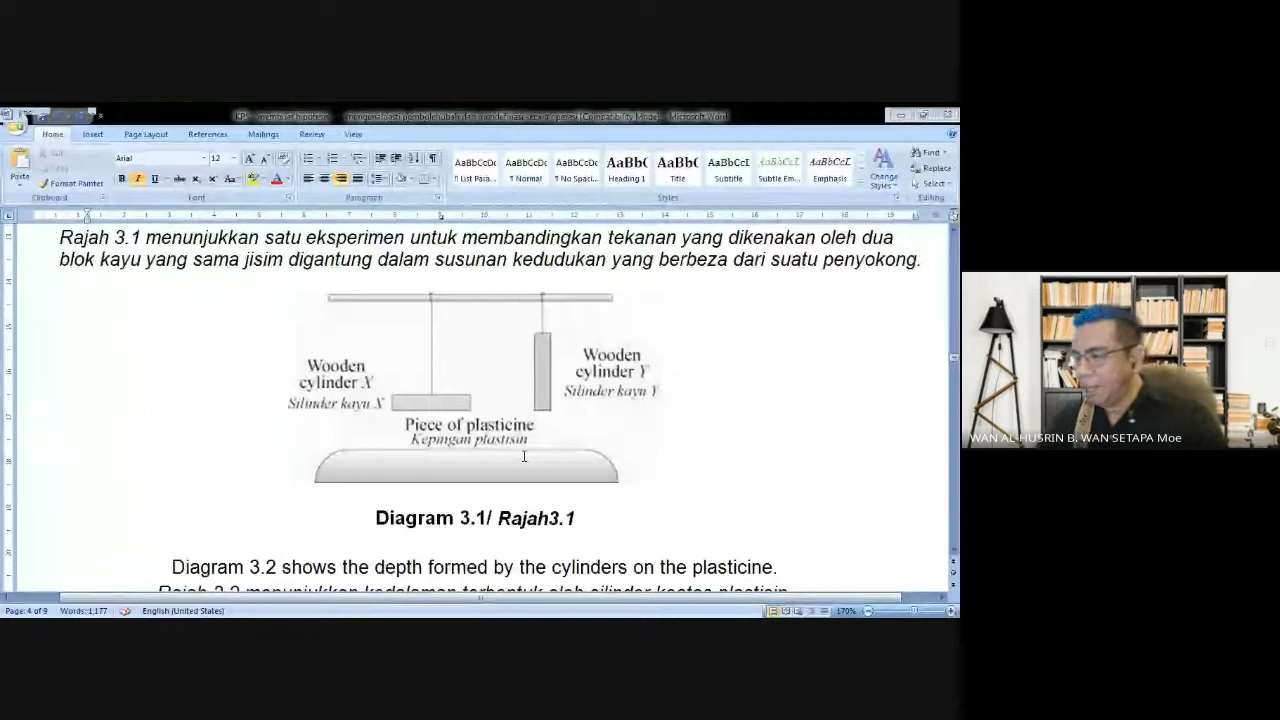 Home Insert Page Layout References Mailings Review View
Arial 12
Paste Format Painter
AaBbCcDc AaBbCcDc AaBbCcDc AaBbC AaBbC AaBbCcI AaBbCcL AaBbCcL
¶ List Para... ¶ Normal ¶ No Spaci... Heading 1 Title Subtitle Subtle Em... Emphasis
Change Styles
Find
Replace
Select
Clipboard Font Paragraph Styles Editing
Rajah 3.1 menunjukkan satu eksperimen untuk membandingkan tekanan yang dikenakan oleh dua
blok kayu yang sama jisim digantung dalam susunan kedudukan yang berbeza dari suatu penyokong.
Wooden
cylinder X
Silinder kayu X
Wooden
cylinder Y
Silinder kayu Y
Piece of plasticine
Kepingan plastisin
Diagram 3.1/ Rajah3.1
Diagram 3.2 shows the depth formed by the cylinders on the plasticine.
Page: 4 of 9 Words: 1,177 English (United States) 170%
WAN AL-HUSRIN B. WAN SETAPA Moe